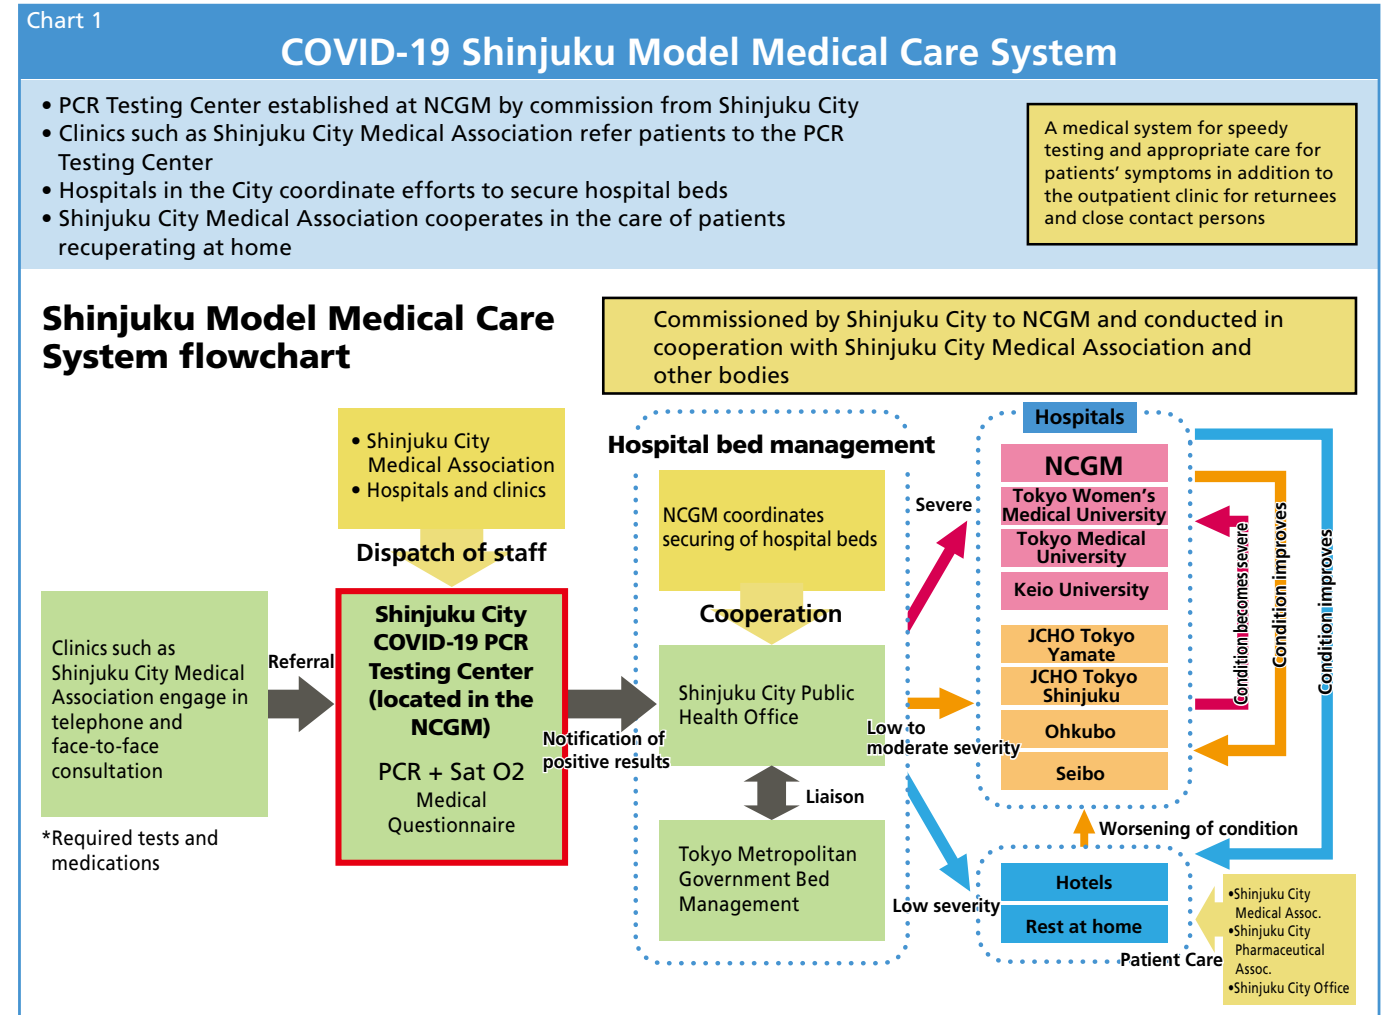 Chart 1
COVID-19 Shinjuku Model Medical Care System
• PCR Testing Center established at NCGM by commission from Shinjuku City
• Clinics such as Shinjuku City Medical Association refer patients to the PCR
Testing Center
• Hospitals in the City coordinate efforts to secure hospital beds
• Shinjuku City Medical Association cooperates in the care of patients
recuperating at home
A medical system for speedy
testing and appropriate care for
patients’ symptoms in addition to
the outpatient clinic for returnees
and close contact persons
Shinjuku Model Medical Care
System flowchart
Commissioned by Shinjuku City to NCGM and conducted in
cooperation with Shinjuku City Medical Association and
other bodies
• Shinjuku City
Medical Association
• Hospitals and clinics
Dispatch of staff
Clinics such as
Shinjuku City Medical
Association engage in
telephone and
face-to-face
consultation
*Required tests and
medications
Referral
Shinjuku City
COVID-19 PCR
Testing Center
(located in the
NCGM)
PCR + Sat O2
Medical
Questionnaire
Notification of
positive results
Hospital bed management
NCGM coordinates
securing of hospital beds
Cooperation
Shinjuku City Public
Health Office
Liaison
Tokyo Metropolitan
Government Bed
Management
Severe
Low to
moderate severity
Low severity
Hospitals
NCGM
Tokyo Women’s
Medical University
Tokyo Medical
University
Keio University
JCHO Tokyo
Yamate
JCHO Tokyo
Shinjuku
Ohkubo
Seibo
Condition becomes severe
Condition improves
Condition improves
Worsening of condition
Hotels
Rest at home
Patient Care
•Shinjuku City
Medical Assoc.
•Shinjuku City
Pharmaceutical
Assoc.
•Shinjuku City Office